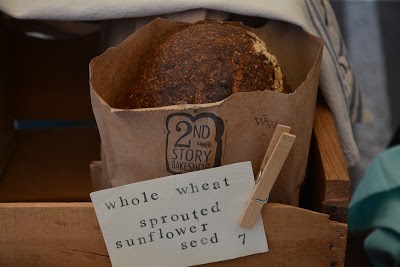 2ND
STORY
BAKESHOP
whole wheat
sprouted
sunflower
seed 7